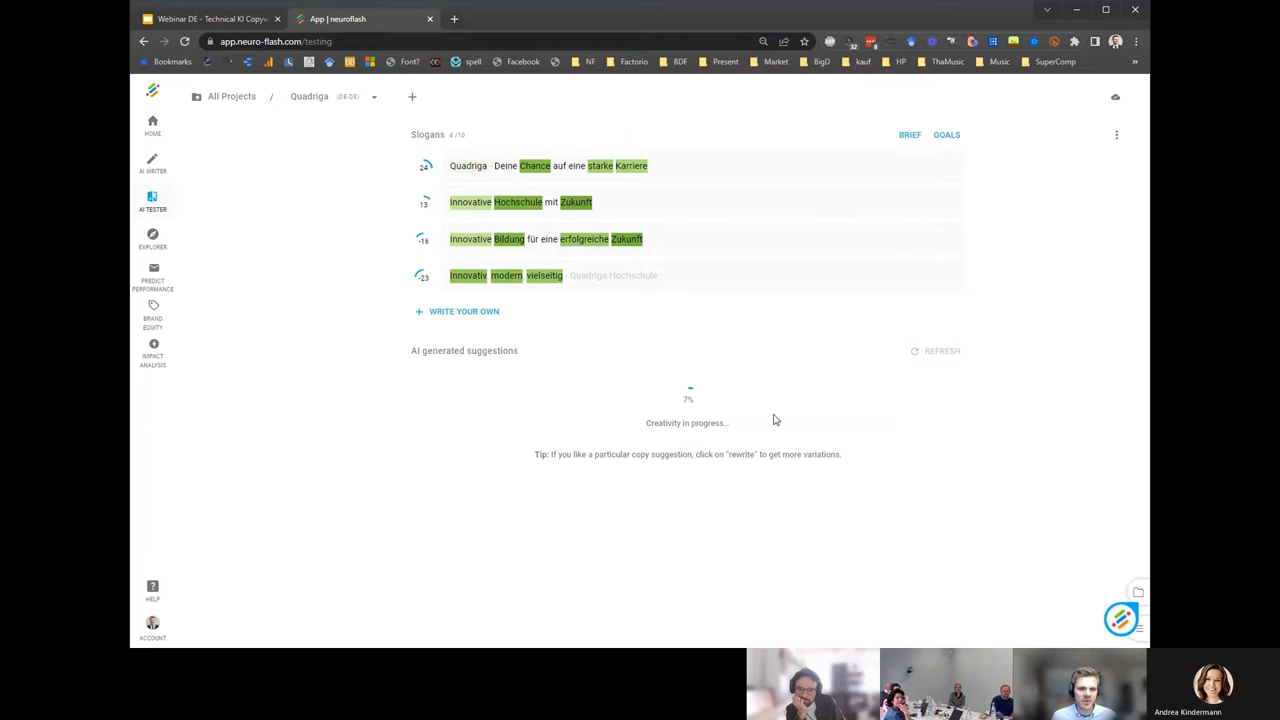 Webinar DE - Technical KI Copyw
App | neuroflash
app.neuro-flash.com/testing
Bookmarks
Font?
spell
Facebook
NF
Factorio
BDF
Present
Market
BigD
kauf
HP
ThaMusic
Music
SuperComp
All Projects / Quadriga (DE-DE)
HOME
AI WRITER
AI TESTER
EXPLORER
PREDICT
PERFORMANCE
BRAND
EQUITY
IMPACT
ANALYSIS
HELP
ACCOUNT
Slogans 4 /10
BRIEF GOALS
24 Quadriga Deine Chance auf eine starke Karriere
13 Innovative Hochschule mit Zukunft
-16 Innovative Bildung für eine erfolgreiche Zukunft
-23 Innovativ modern vielseitig - Quadriga Hochschule
+ WRITE YOUR OWN
AI generated suggestions
REFRESH
7%
Creativity in progress...
Tip: If you like a particular copy suggestion, click on "rewrite" to get more variations.
Andrea Kindermann